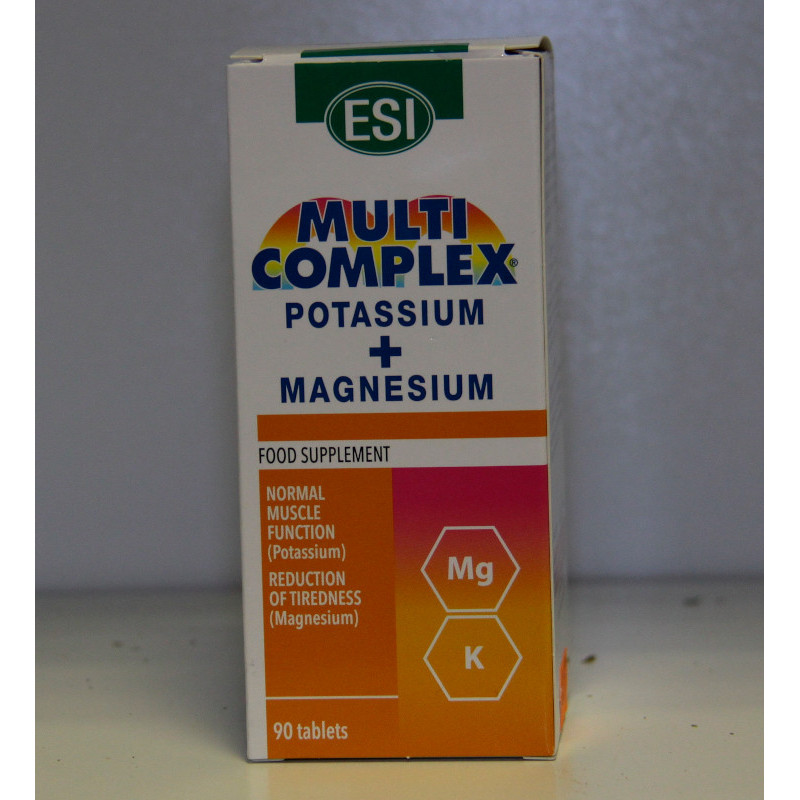 ESI
MULTI
COMPLEX®
POTASSIUM
+
MAGNESIUM
FOOD SUPPLEMENT
NORMAL
MUSCLE
FUNCTION
(Potassium)
REDUCTION
OF TIREDNESS
(Magnesium)
Mg
K
90 tablets